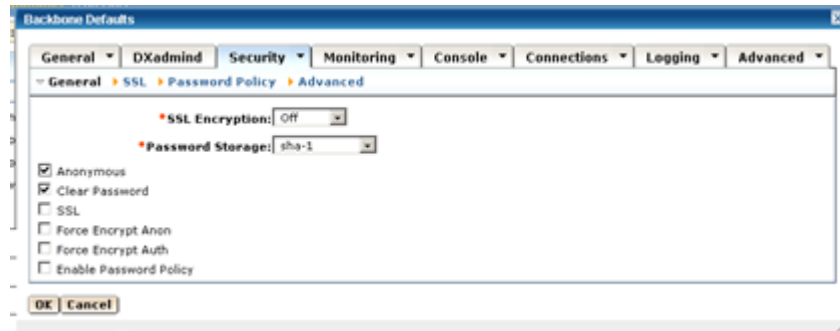 Backbone Defaults
General DXadmind Security Monitoring Console Connections Logging Advanced
General SSL Password Policy Advanced
*SSL Encryption: Off
*Password Storage: sha-1
Anonymous
Clear Password
SSL
Force Encrypt Anon
Force Encrypt Auth
Enable Password Policy
OK Cancel